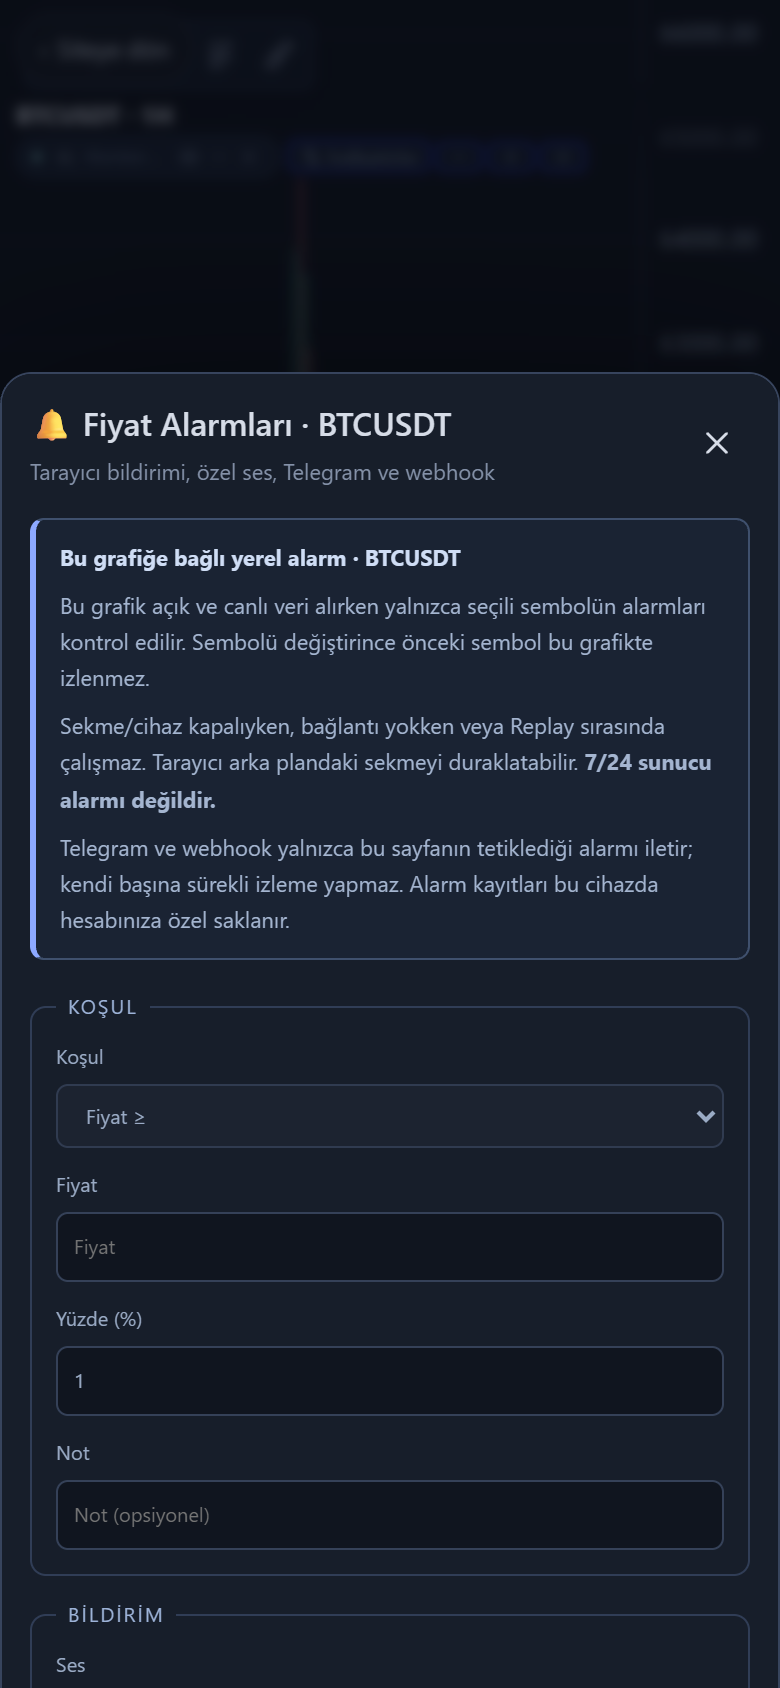 Fiyat Alarmları · BTCUSDT
Tarayıcı bildirimi, özel ses, Telegram ve webhook
Bu grafiğe bağlı yerel alarm · BTCUSDT
Bu grafik açık ve canlı veri alırken yalnızca seçili sembolün alarmları
kontrol edilir. Sembolü değiştirince önceki sembol bu grafikte
izlenmez.
Sekme/cihaz kapalıyken, bağlantı yokken veya Replay sırasında
çalışmaz. Tarayıcı arka plandaki sekmeyi duraklatabilir. 7/24 sunucu
alarmı değildir.
Telegram ve webhook yalnızca bu sayfanın tetiklediği alarmı iletir;
kendi başına sürekli izleme yapmaz. Alarm kayıtları bu cihazda
hesabınıza özel saklanır.
KOŞUL
Koşul
Fiyat ≥
Fiyat
Fiyat
Yüzde (%)
1
Not
Not (opsiyonel)
BİLDİRİM
Ses